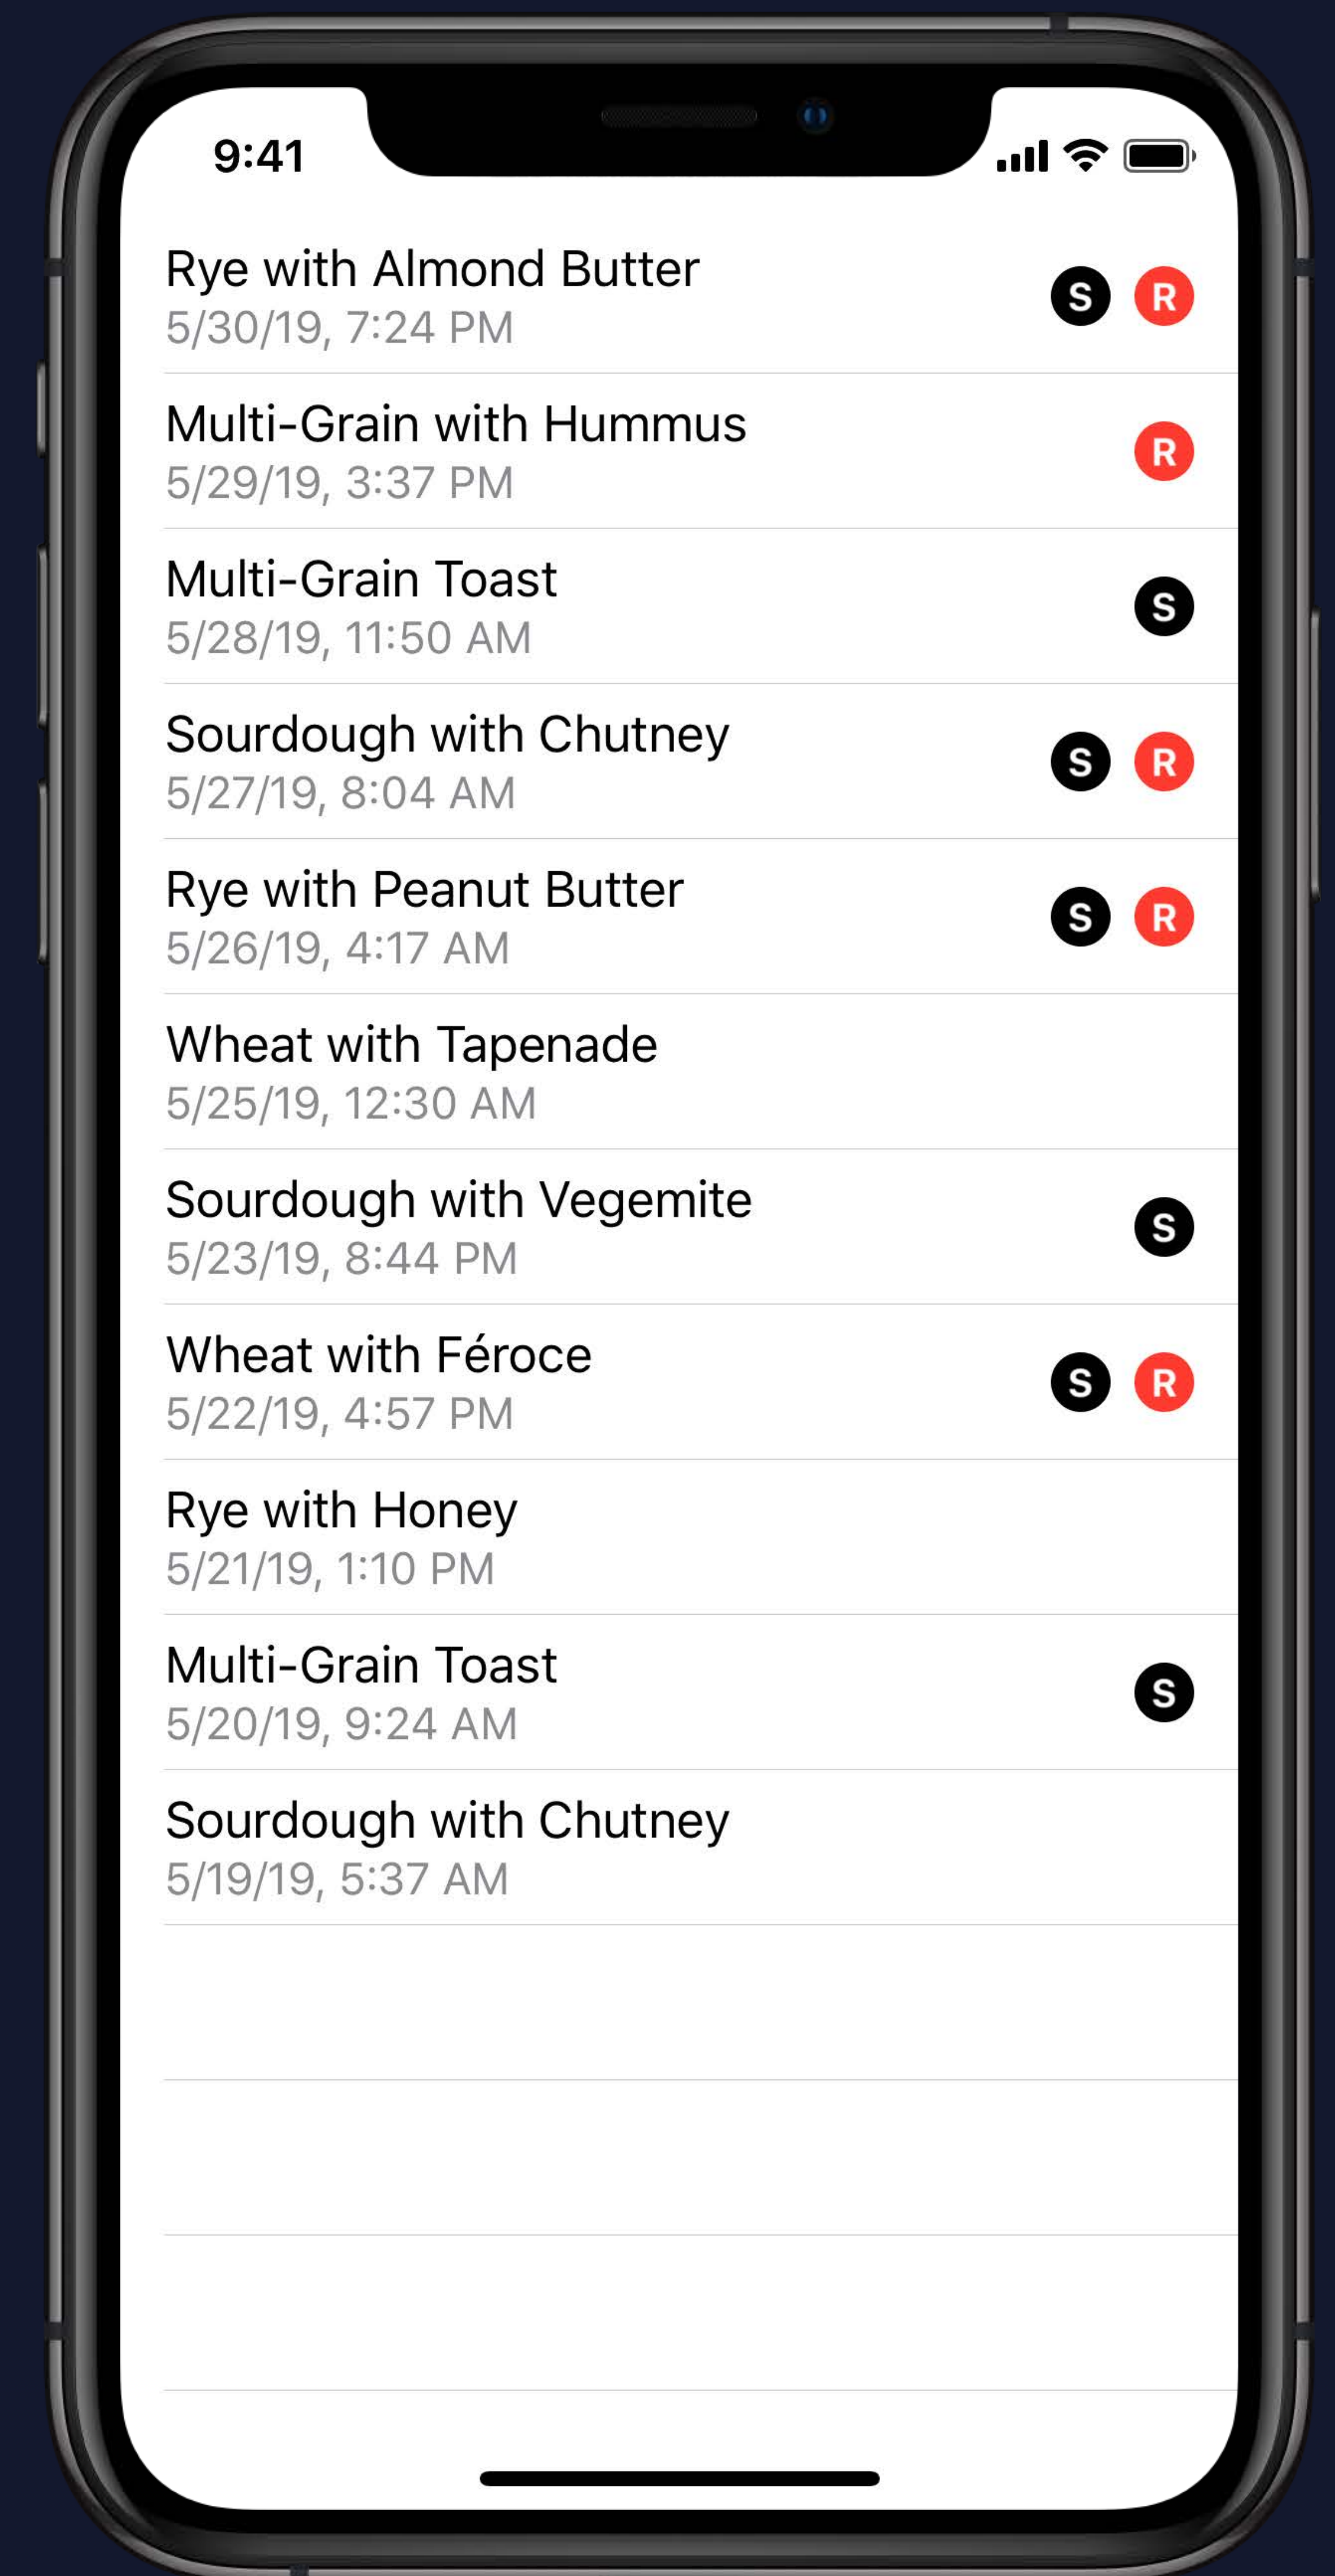 9:41
Rye with Almond Butter
5/30/19, 7:24 PM
S R
Multi-Grain with Hummus
5/29/19, 3:37 PM
R
Multi-Grain Toast
5/28/19, 11:50 AM
S
Sourdough with Chutney
5/27/19, 8:04 AM
S R
Rye with Peanut Butter
5/26/19, 4:17 AM
S R
Wheat with Tapenade
5/25/19, 12:30 AM
Sourdough with Vegemite
5/23/19, 8:44 PM
S
Wheat with Féroce
5/22/19, 4:57 PM
S R
Rye with Honey
5/21/19, 1:10 PM
Multi-Grain Toast
5/20/19, 9:24 AM
S
Sourdough with Chutney
5/19/19, 5:37 AM